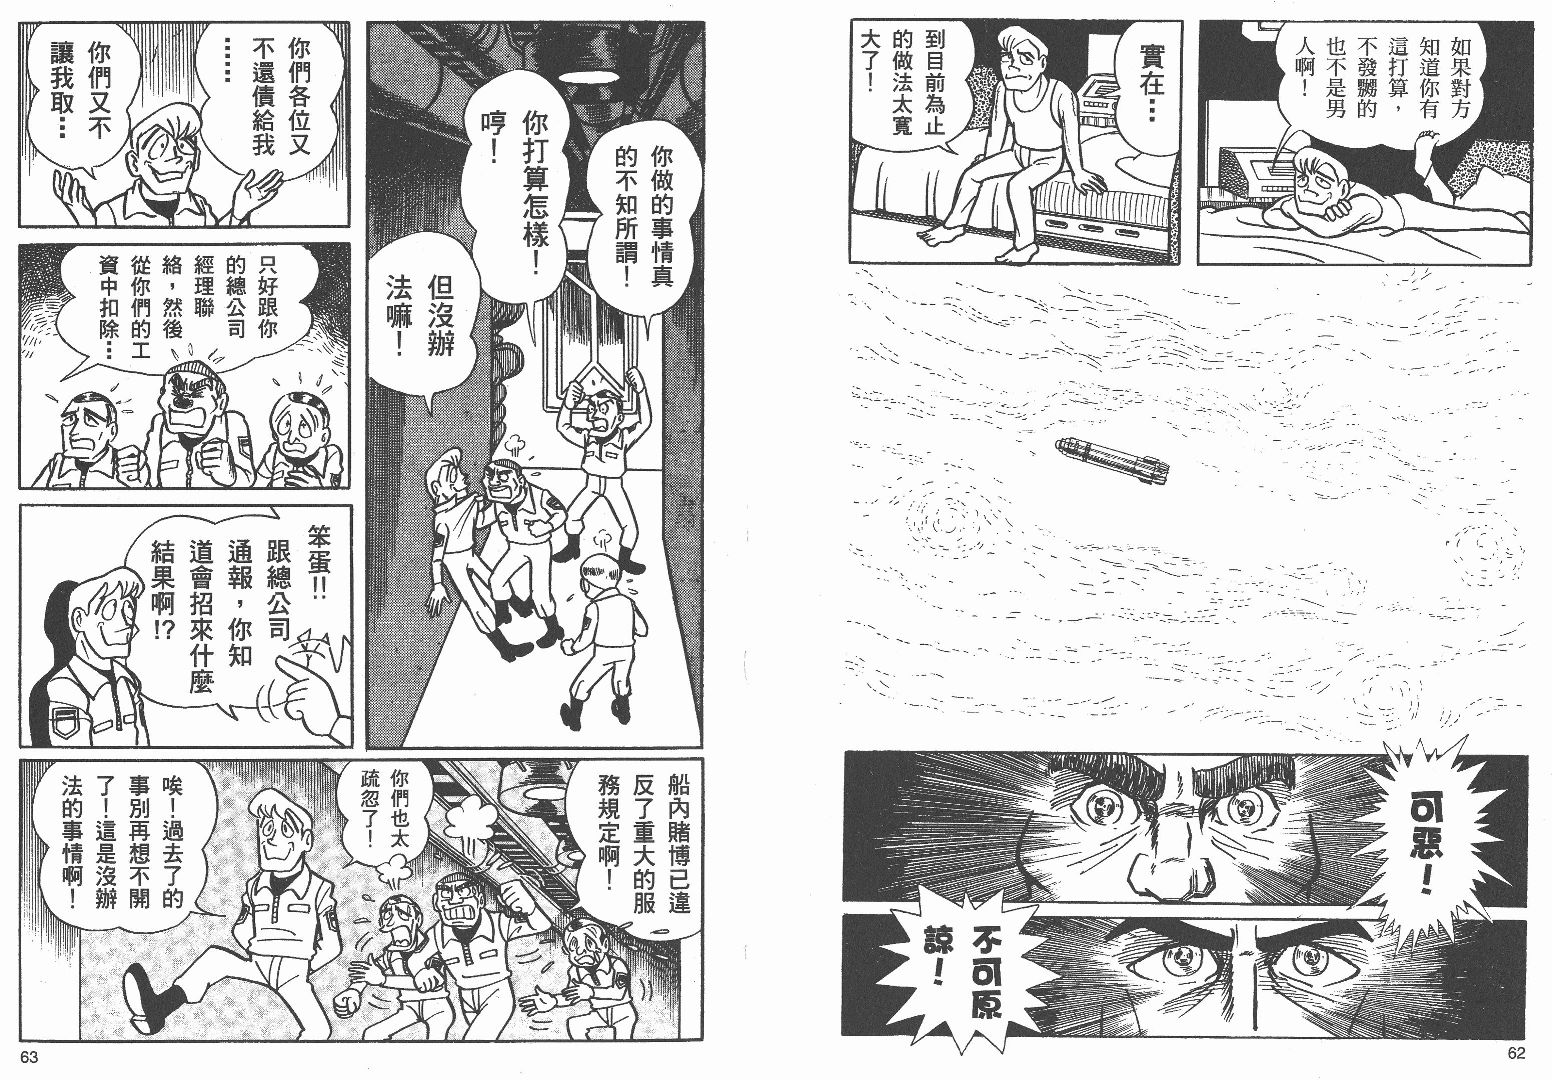 如果對方
知道你有
這打算，
不發嬲的
也不是男
人啊！
實在…
到目前為止
的做法太寬
大了！
可惡！
不可原
諒！
62
你做的事情真
的不知所謂！
你打算怎樣！
哼！
但沒辦
法嘛！
你們各位又
不還債給我
……
你們又不
讓我取…
只好跟你
的總公司
經理聯
絡，然後
從你們的工
資中扣除…
笨蛋!!
跟總公司
通報，你知
道會招來什麼
結果啊!?
船內賭博己違
反了重大的服
務規定啊！
你們也太
疏忽了！
唉！過去了的
事別再想不開
了！這是沒辦
法的事情啊！
63